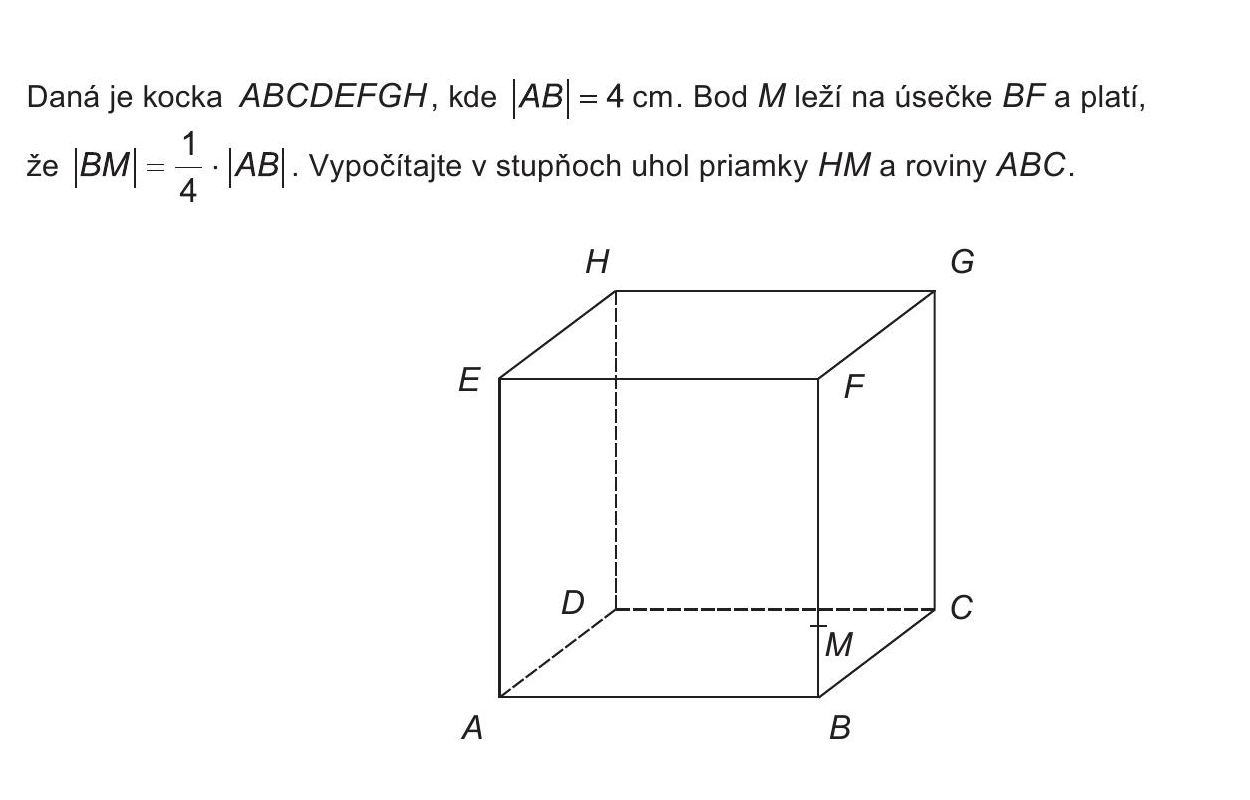 Daná je kocka ABCDEFGH, kde |AB| = 4 cm. Bod M leží na úsečke BF a platí,
že |BM| = 1/4 · |AB|. Vypočítajte v stupňoch uhol priamky HM a roviny ABC.
H G
E F
D C
M
A B